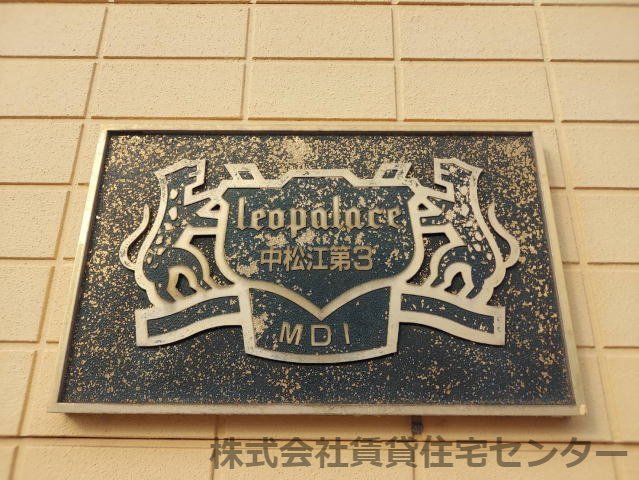 leopalace
中松江第3
MDI
株式会社賃貸住宅センター